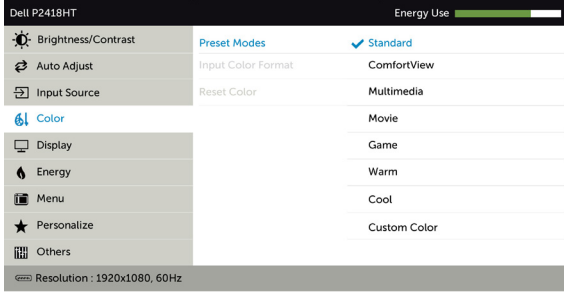 Dell P2418HT Energy Use
Brightness/Contrast Preset Modes Standard
Auto Adjust Input Color Format ComfortView
Input Source Reset Color Multimedia
Color Movie
Display Game
Energy Warm
Menu Cool
Personalize Custom Color
Others
Resolution : 1920x1080, 60Hz